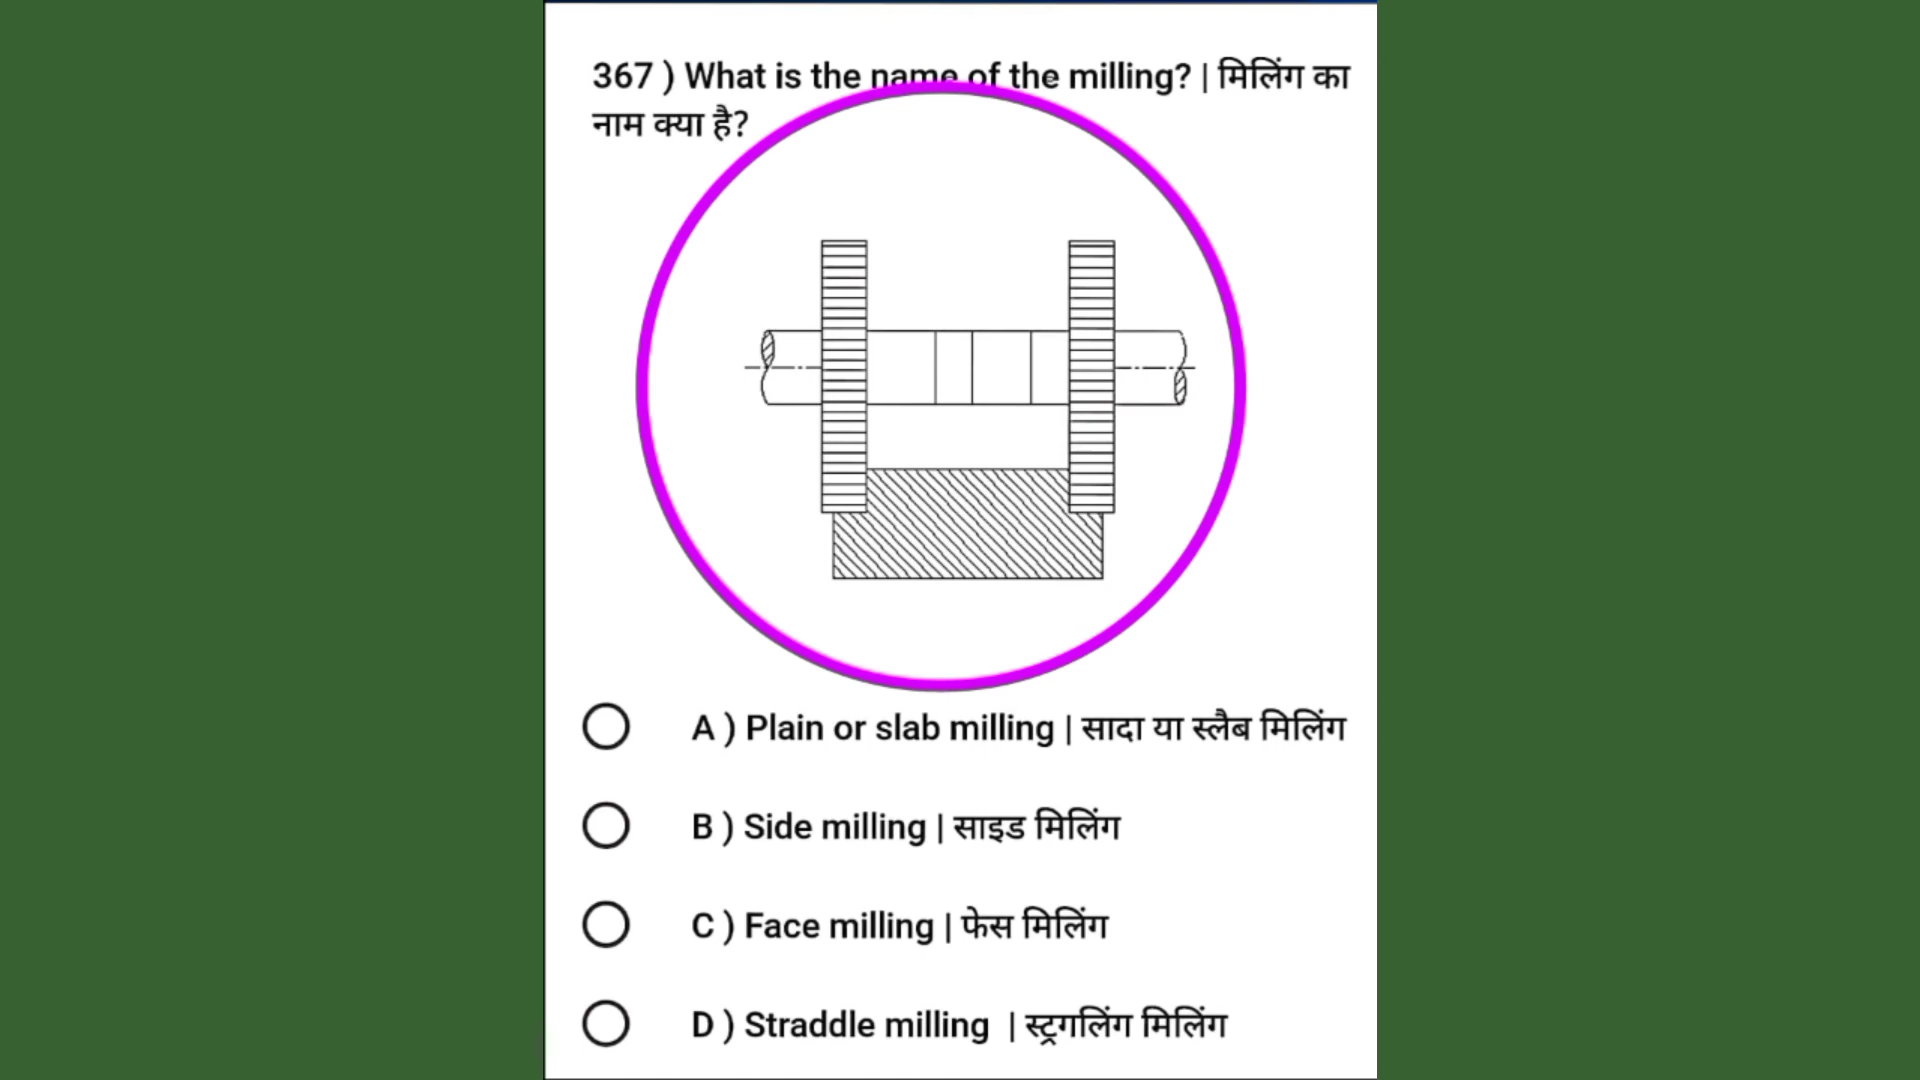 367 ) What is the name of the milling? | मिलिंग का
नाम क्या है?
A ) Plain or slab milling | सादा या स्लैब मिलिंग
B ) Side milling | साइड मिलिंग
C ) Face milling | फेस मिलिंग
D ) Straddle milling | स्ट्रगलिंग मिलिंग